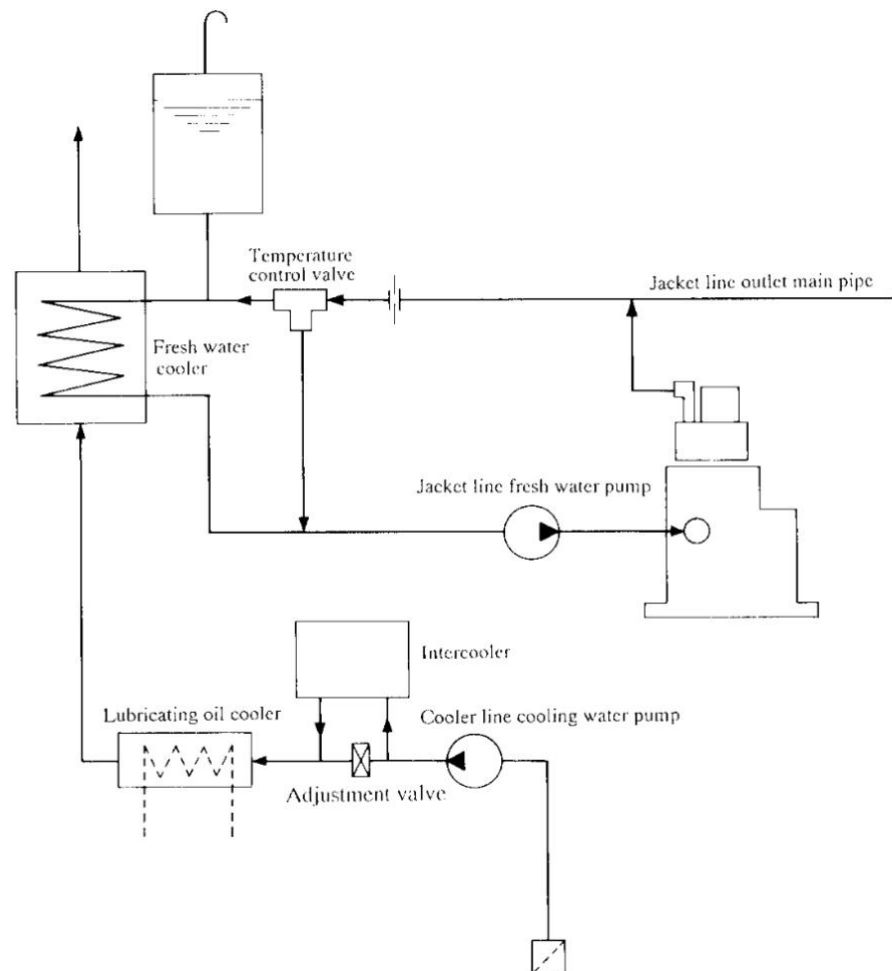 Temperature
control valve
Jacket line outlet main pipe
Fresh water
cooler
Jacket line fresh water pump
Intercooler
Lubricating oil cooler
Cooler line cooling water pump
Adjustment valve